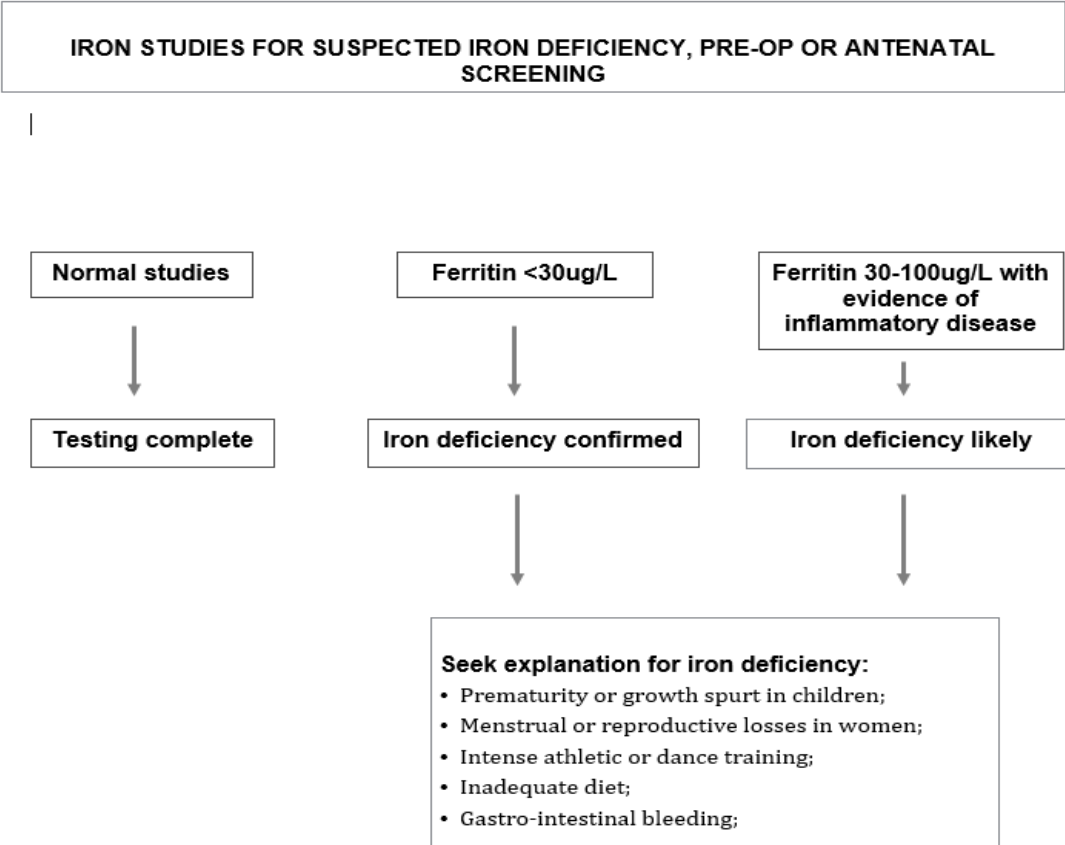 IRON STUDIES FOR SUSPECTED IRON DEFICIENCY, PRE-OP OR ANTENATAL
SCREENING
Normal studies
Ferritin <30ug/L
Ferritin 30-100ug/L with
evidence of
inflammatory disease
Testing complete
Iron deficiency confirmed
Iron deficiency likely
Seek explanation for iron deficiency:
• Prematurity or growth spurt in children;
• Menstrual or reproductive losses in women;
• Intense athletic or dance training;
• Inadequate diet;
• Gastro-intestinal bleeding;